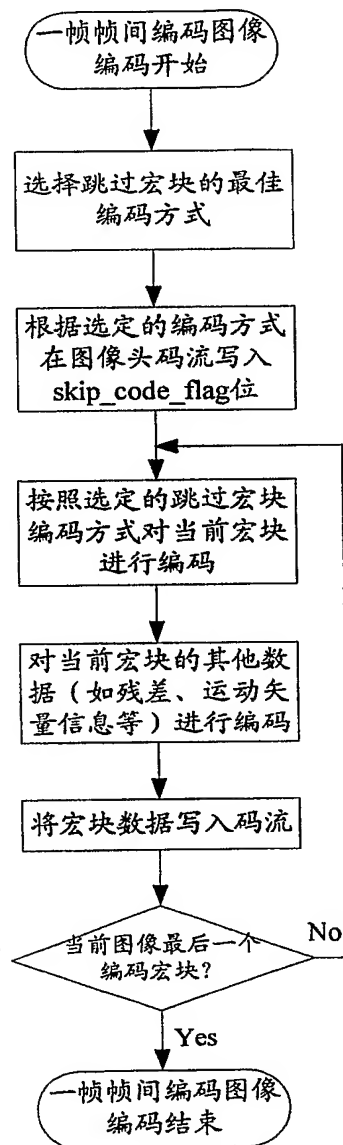 一帧帧间编码图像
编码开始
选择跳过宏块的最佳
编码方式
根据选定的编码方式
在图像头码流写入
skip_code_flag位
按照选定的跳过宏块
编码方式对当前宏块
进行编码
对当前宏块的其他数
据（如残差、运动矢
量信息等）进行编码
将宏块数据写入码流
当前图像最后一个
编码宏块?
No
Yes
一帧帧间编码图像
编码结束